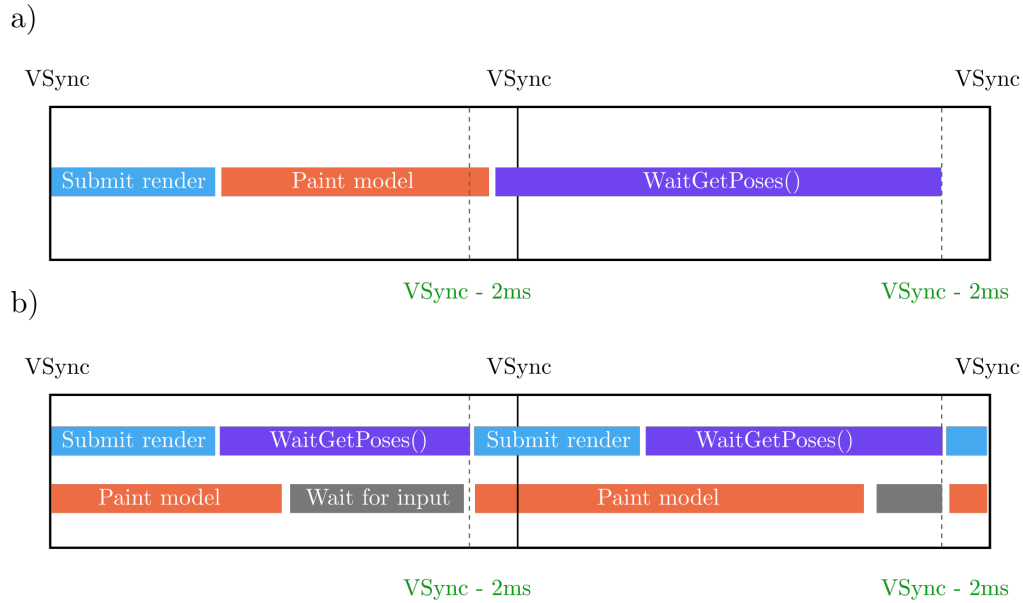 a)
VSync VSync VSync
Submit render Paint model WaitGetPoses()
VSync - 2ms VSync - 2ms
b)
VSync VSync VSync
Submit render WaitGetPoses() Submit render WaitGetPoses()
Paint model Wait for input Paint model
VSync - 2ms VSync - 2ms